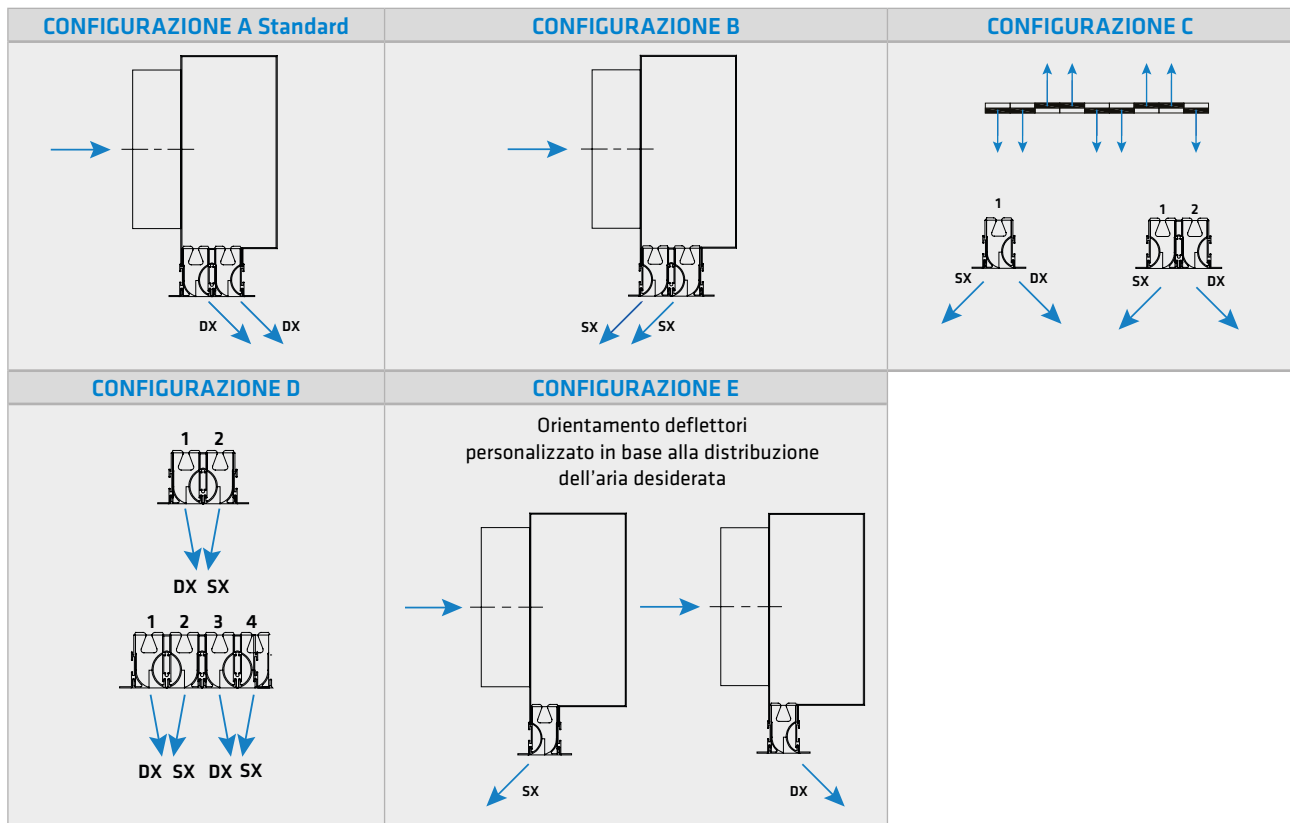 CONFIGURAZIONE A Standard
DX
DX
CONFIGURAZIONE B
SX
SX
CONFIGURAZIONE C
1
SX
DX
1 2
SX
DX
CONFIGURAZIONE D
1 2
DX SX
1 2 3 4
DX SX DX SX
CONFIGURAZIONE E
Orientamento deflettori
personalizzato in base alla distribuzione
dell'aria desiderata
SX
DX